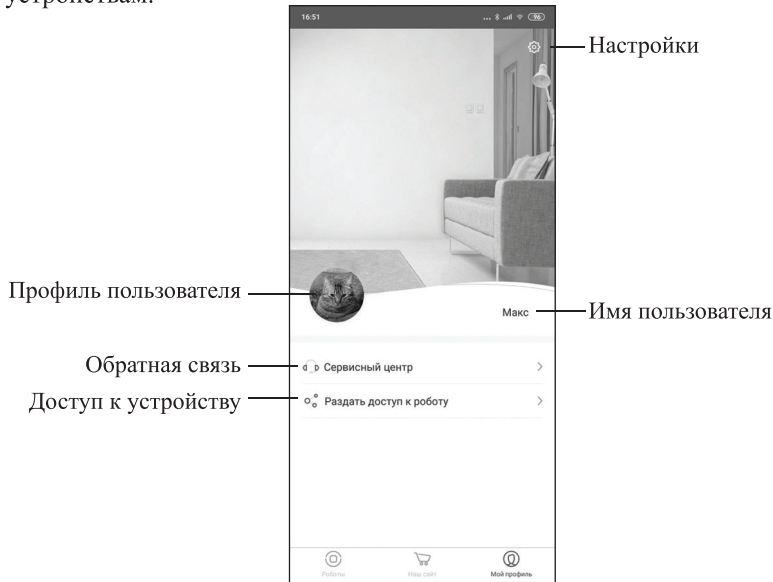 устройствам.
16:51
... 96
Настройки
Профиль пользователя
Макс
Имя пользователя
Обратная связь
Сервисный центр
Доступ к устройству
Раздать доступ к роботу
Роботы
Наш сайт
Мой профиль